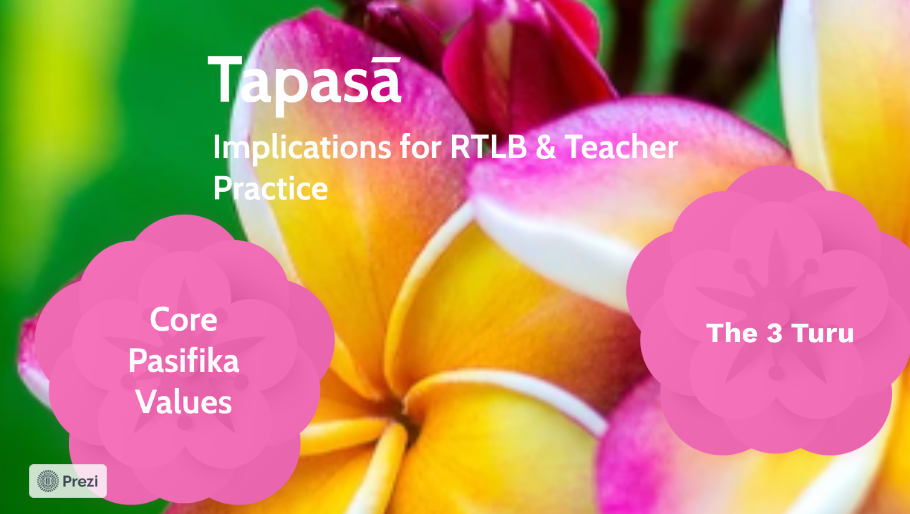 Tapasā
Implications for RTLB & Teacher
Practice
Core
Pasifika
Values
The 3 Turu
Prezi